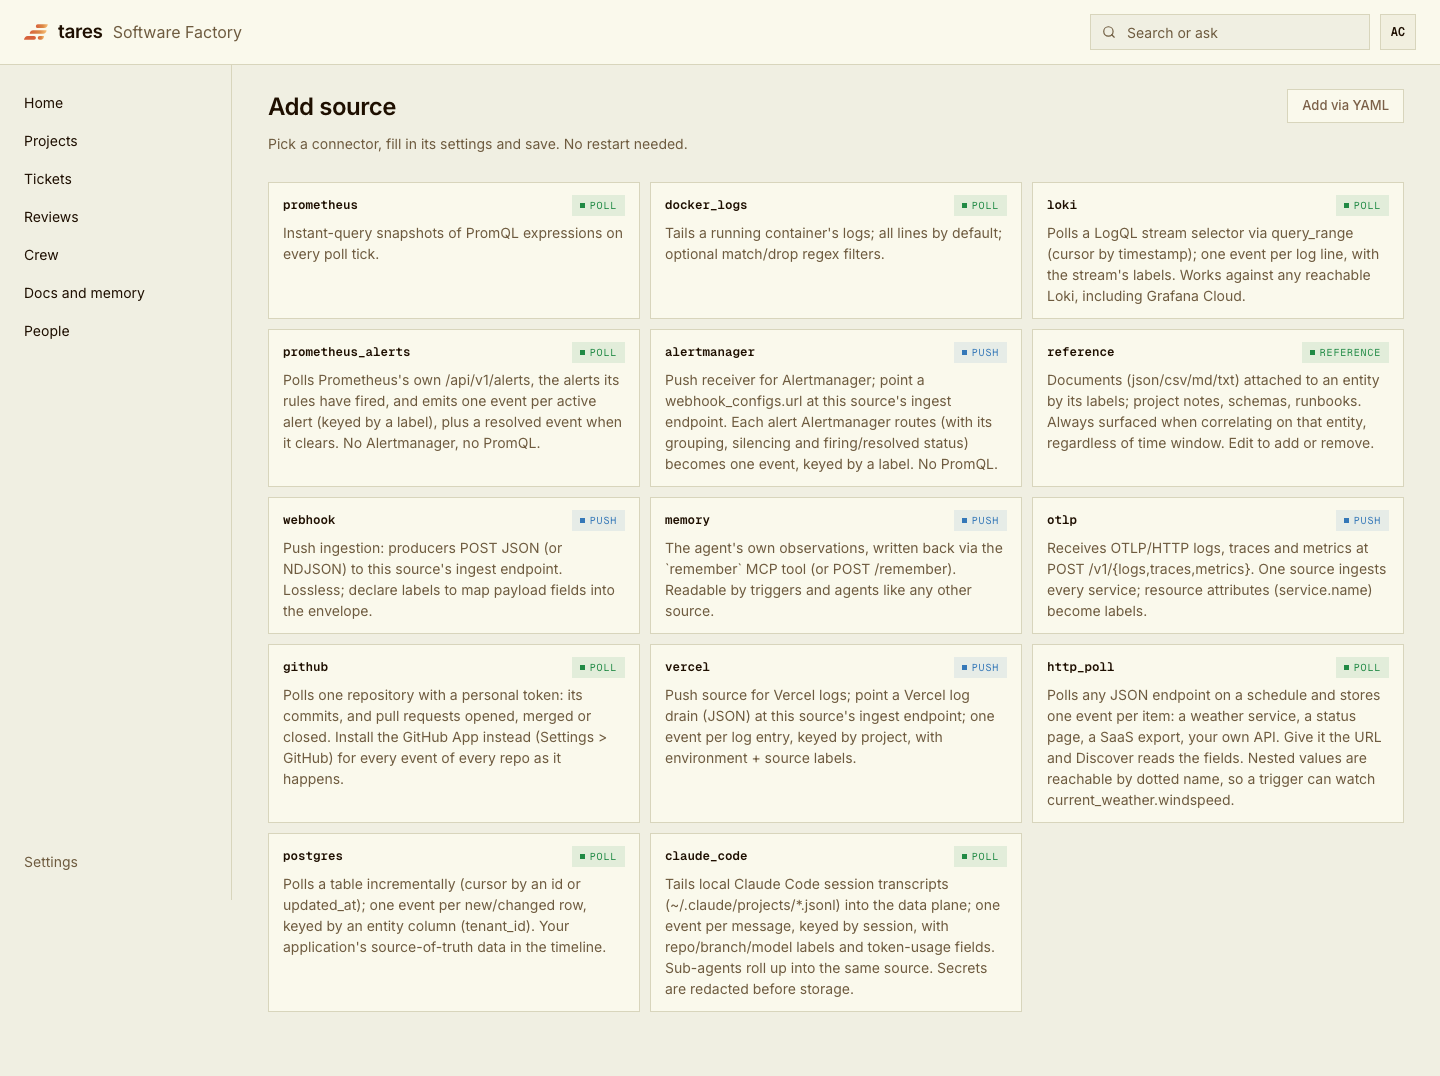 tares Software Factory
Search or ask
AC
Home
Projects
Tickets
Reviews
Crew
Docs and memory
People
Settings
Add source
Add via YAML
Pick a connector, fill in its settings and save. No restart needed.
prometheus
POLL
Instant-query snapshots of PromQL expressions on
every poll tick.
docker_logs
POLL
Tails a running container's logs; all lines by default;
optional match/drop regex filters.
loki
POLL
Polls a LogQL stream selector via query_range
(cursor by timestamp); one event per log line, with
the stream's labels. Works against any reachable
Loki, including Grafana Cloud.
prometheus_alerts
POLL
Polls Prometheus's own /api/v1/alerts, the alerts its
rules have fired, and emits one event per active
alert (keyed by a label), plus a resolved event when
it clears. No Alertmanager, no PromQL.
alertmanager
PUSH
Push receiver for Alertmanager; point a
webhook_configs.url at this source's ingest
endpoint. Each alert Alertmanager routes (with its
grouping, silencing and firing/resolved status)
becomes one event, keyed by a label. No PromQL.
reference
REFERENCE
Documents (json/csv/md/txt) attached to an entity
by its labels; project notes, schemas, runbooks.
Always surfaced when correlating on that entity,
regardless of time window. Edit to add or remove.
webhook
PUSH
Push ingestion: producers POST JSON (or
NDJSON) to this source's ingest endpoint.
Lossless; declare labels to map payload fields into
the envelope.
memory
PUSH
The agent's own observations, written back via the
`remember` MCP tool (or POST /remember).
Readable by triggers and agents like any other
source.
otlp
PUSH
Receives OTLP/HTTP logs, traces and metrics at
POST /v1/{logs,traces,metrics}. One source ingests
every service; resource attributes (service.name)
become labels.
github
POLL
Polls one repository with a personal token: its
commits, and pull requests opened, merged or
closed. Install the GitHub App instead (Settings >
GitHub) for every event of every repo as it
happens.
vercel
PUSH
Push source for Vercel logs; point a Vercel log
drain (JSON) at this source's ingest endpoint; one
event per log entry, keyed by project, with
environment + source labels.
http_poll
POLL
Polls any JSON endpoint on a schedule and stores
one event per item: a weather service, a status
page, a SaaS export, your own API. Give it the URL
and Discover reads the fields. Nested values are
reachable by dotted name, so a trigger can watch
current_weather.windspeed.
postgres
POLL
Polls a table incrementally (cursor by an id or
updated_at); one event per new/changed row,
keyed by an entity column (tenant_id). Your
application's source-of-truth data in the timeline.
claude_code
POLL
Tails local Claude Code session transcripts
(~/.claude/projects/*.jsonl) into the data plane; one
event per message, keyed by session, with
repo/branch/model labels and token-usage fields.
Sub-agents roll up into the same source. Secrets
are redacted before storage.